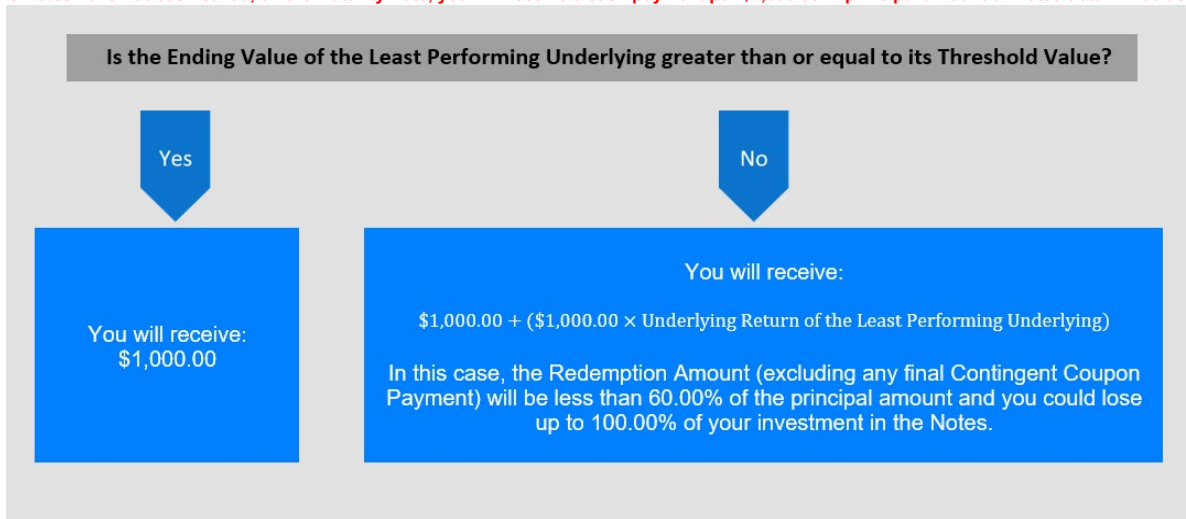 Is the Ending Value of the Least Performing Underlying greater than or equal to its Threshold Value?
Yes
No
You will receive:
$1,000.00
You will receive:
$1,000.00 + ($1,000.00 × Underlying Return of the Least Performing Underlying)
In this case, the Redemption Amount (excluding any final Contingent Coupon
Payment) will be less than 60.00% of the principal amount and you could lose
up to 100.00% of your investment in the Notes.